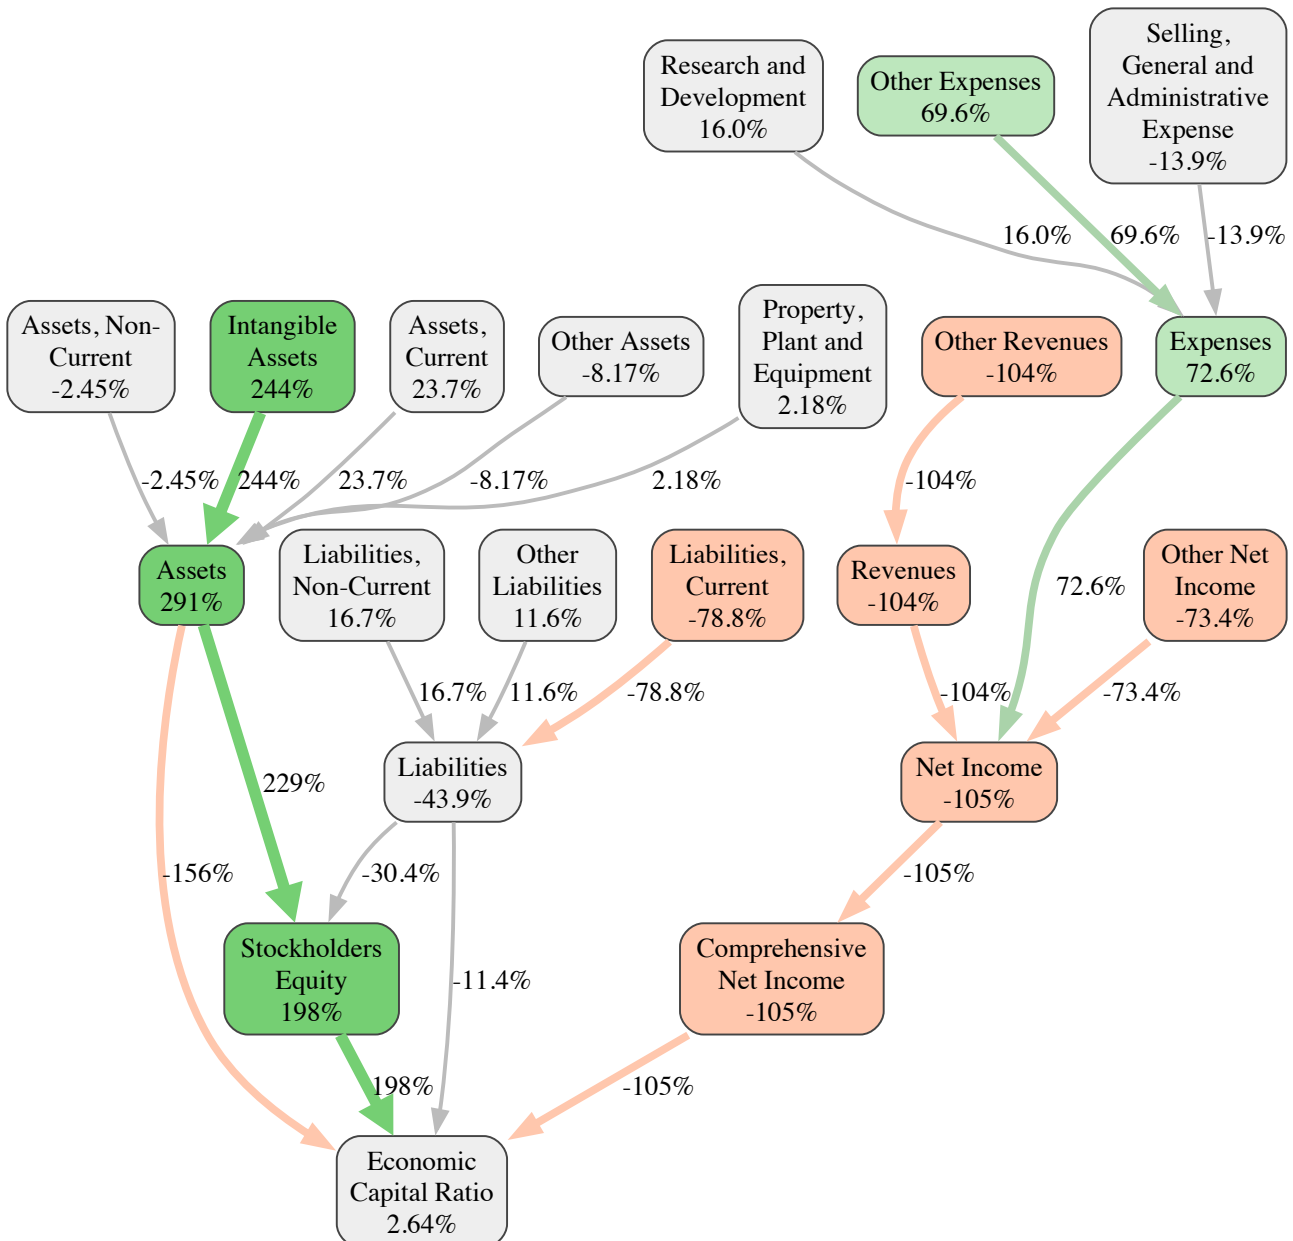 Selling,
General and
Administrative
Expense
-13.9%
Research and
Development
16.0%
Other Expenses
69.6%
16.0%
69.6%
-13.9%
Assets, Non-
Current
-2.45%
Intangible
Assets
244%
Assets,
Current
23.7%
Other Assets
-8.17%
Property,
Plant and
Equipment
2.18%
Other Revenues
-104%
Expenses
72.6%
-2.45%
244%
23.7%
-8.17%
2.18%
-104%
Assets
291%
Liabilities,
Non-Current
16.7%
Other
Liabilities
11.6%
Liabilities,
Current
-78.8%
Revenues
-104%
72.6%
Other Net
Income
-73.4%
16.7%
11.6%
-78.8%
-104%
-73.4%
Liabilities
-43.9%
Net Income
-105%
229%
-156%
-30.4%
-105%
Stockholders
Equity
198%
-11.4%
Comprehensive
Net Income
-105%
198%
-105%
Economic
Capital Ratio
2.64%